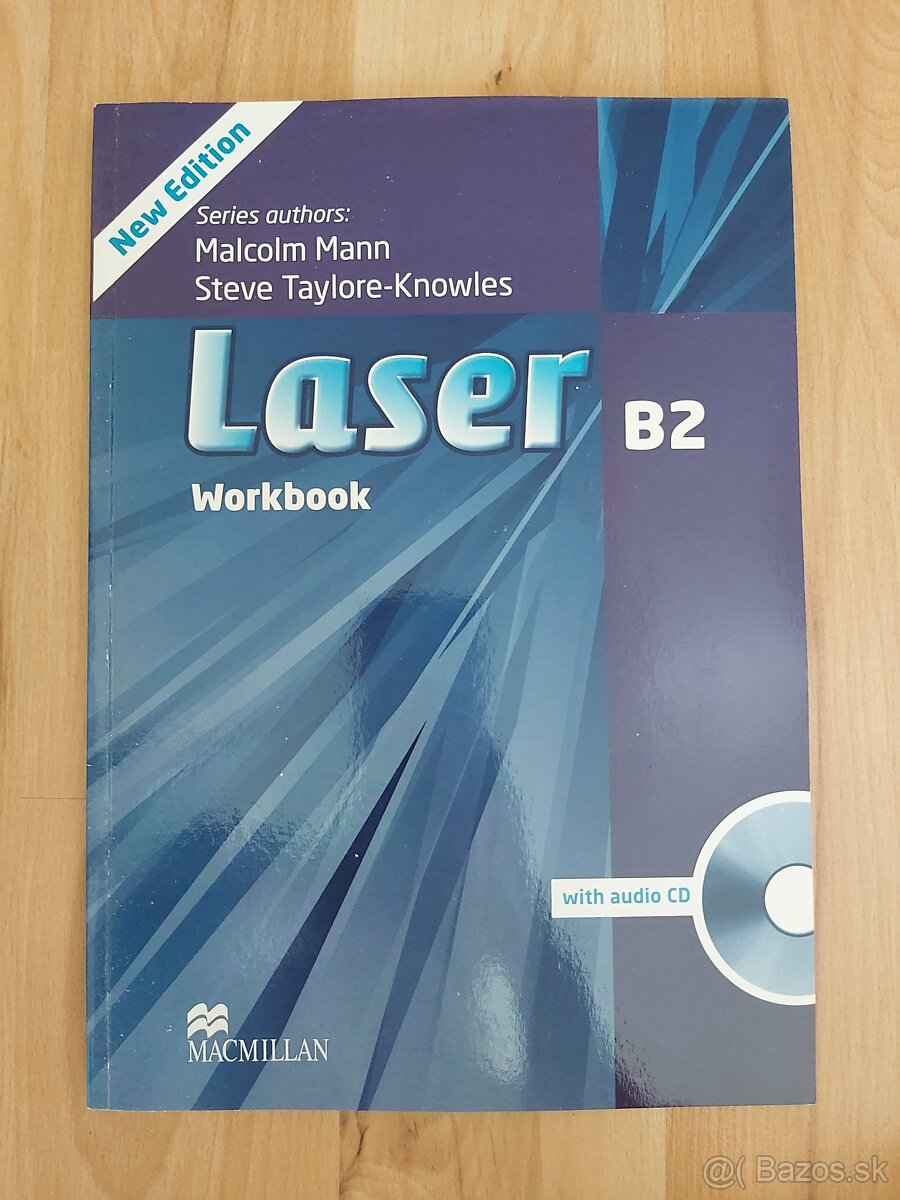 New Edition
Series authors:
Malcolm Mann
Steve Taylore-Knowles
Laser
B2
Workbook
with audio CD
MACMILLAN
@( Bazos.sk